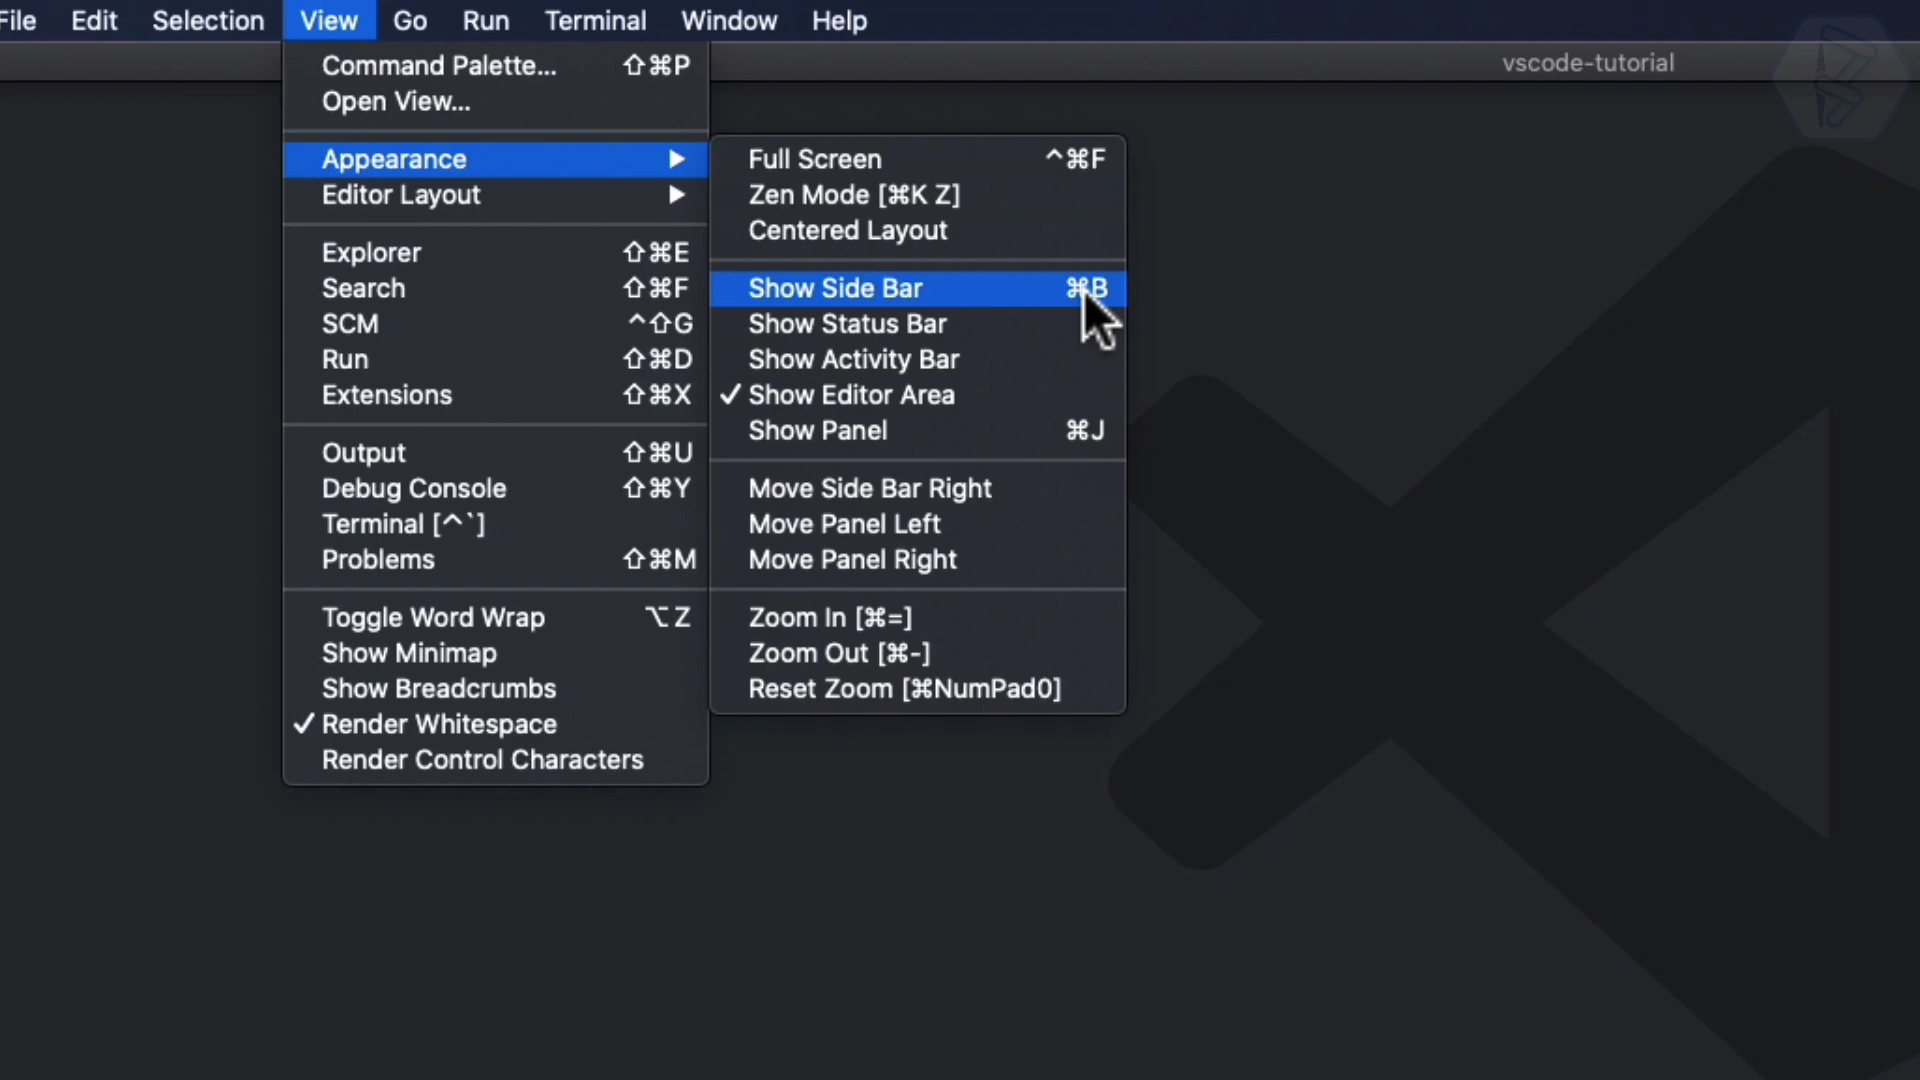 File Edit Selection View Go Run Terminal Window Help
vscode-tutorial
Command Palette... ⇧⌘P
Open View...
Appearance ▶
Editor Layout ▶
Explorer ⇧⌘E
Search ⇧⌘F
SCM ^⇧G
Run ⇧⌘D
Extensions ⇧⌘X
Output ⇧⌘U
Debug Console ⇧⌘Y
Terminal [^`]
Problems ⇧⌘M
Toggle Word Wrap ⌥Z
Show Minimap
Show Breadcrumbs
✓ Render Whitespace
Render Control Characters
Full Screen ^⌘F
Zen Mode [⌘K Z]
Centered Layout
Show Side Bar ⌘B
Show Status Bar
Show Activity Bar
✓ Show Editor Area
Show Panel ⌘J
Move Side Bar Right
Move Panel Left
Move Panel Right
Zoom In [⌘=]
Zoom Out [⌘-]
Reset Zoom [⌘NumPad0]